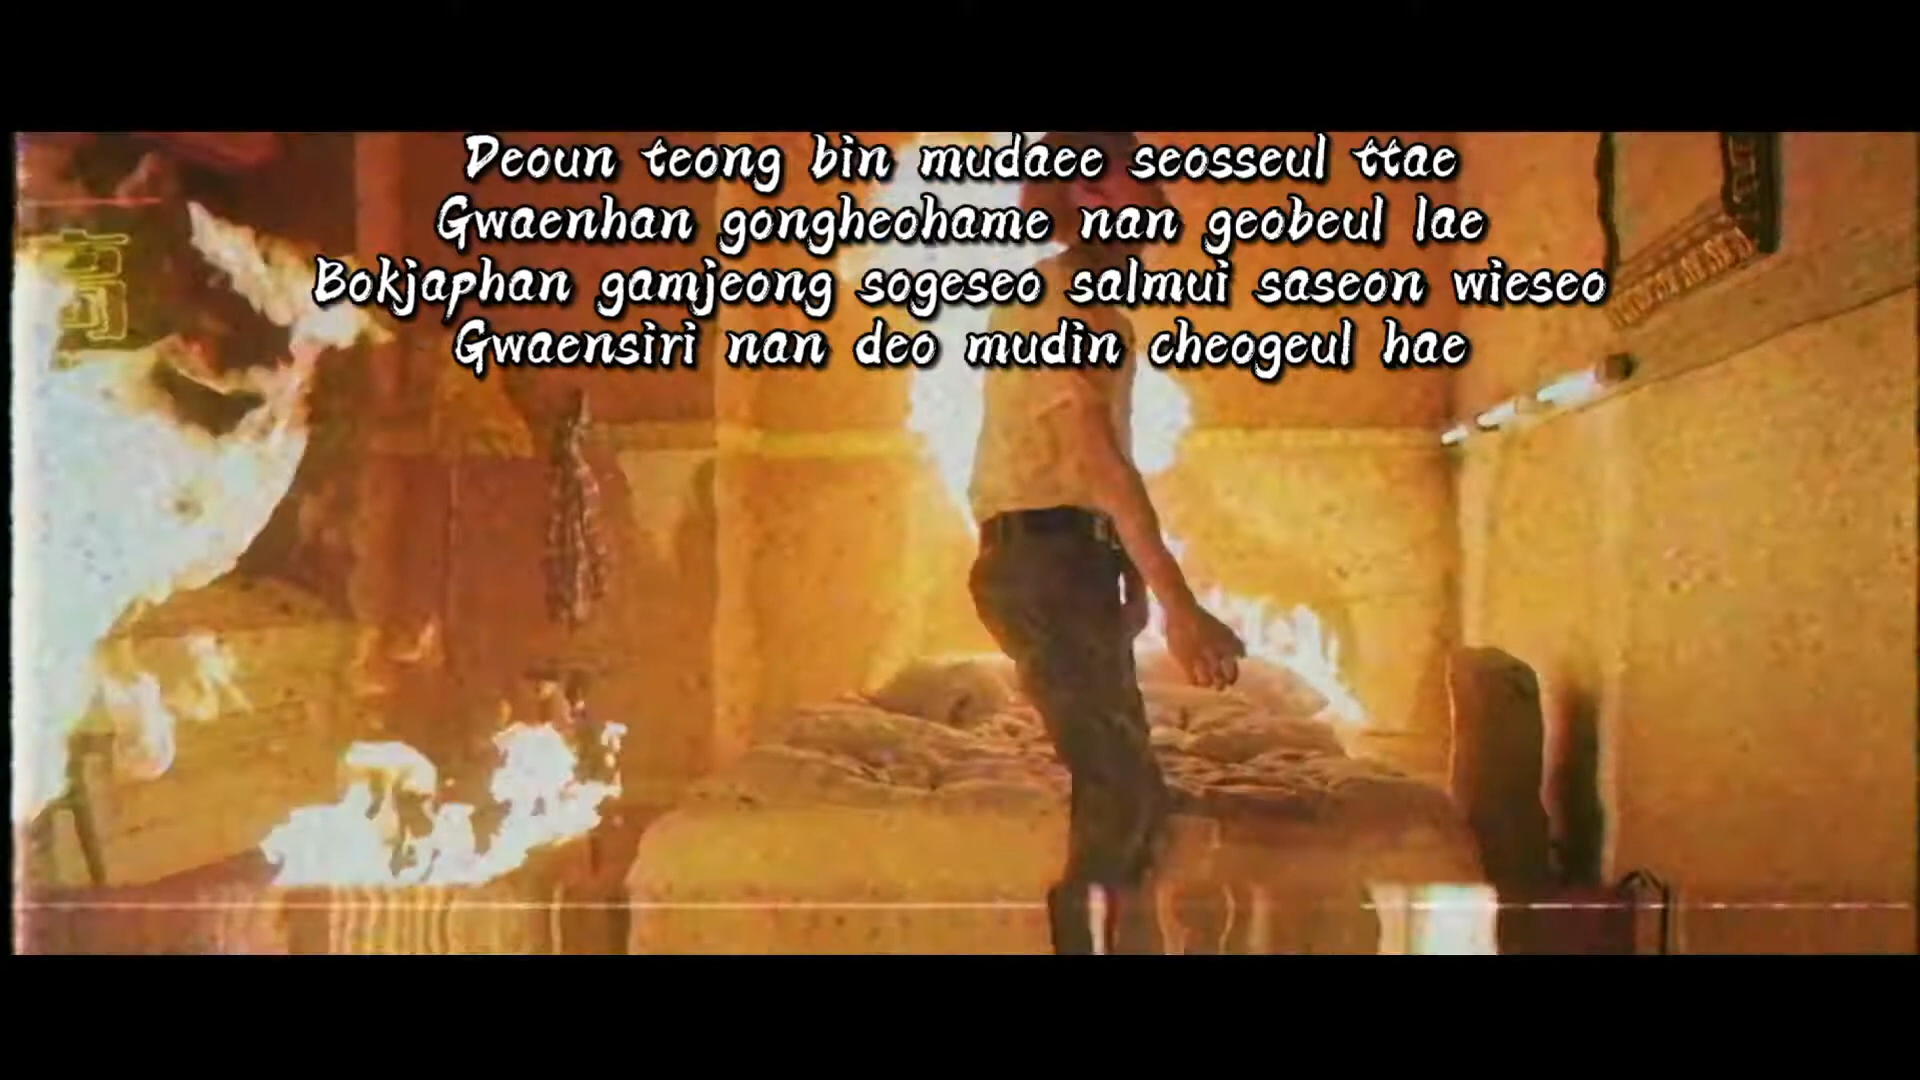 Deoun teong bin mudaee seosseul ttae
Gwaenhan gongheohame nan geobeul lae
Bokjaphan gamjeong sogeseo salmui saseon wieseo
Gwaensiri nan deo mudin cheogeul hae